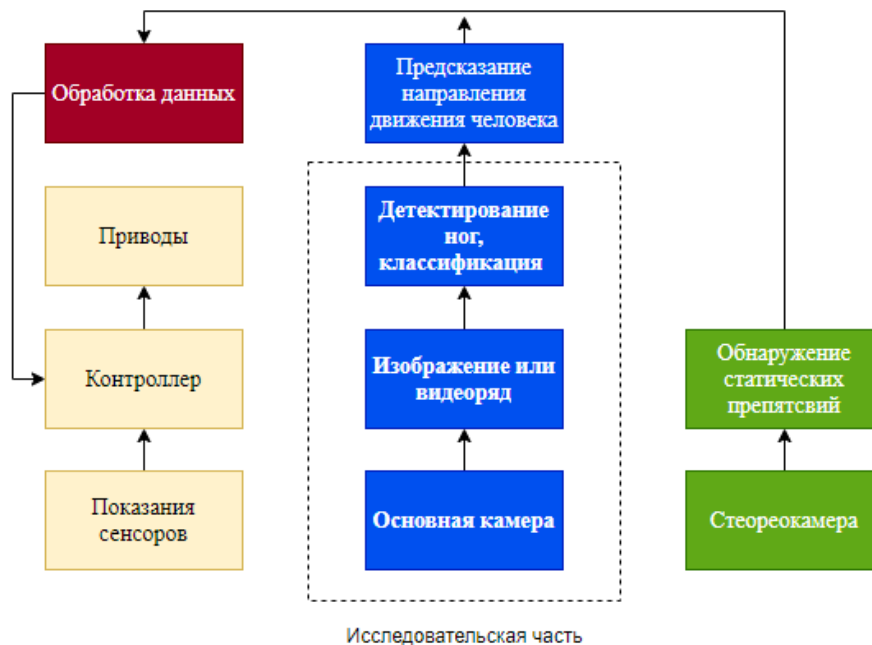 Обработка данных
Предсказание
направления
движения человека
Приводы
Детектирование
ног,
классификация
Контроллер
Изображение или
видеоряд
Обнаружение
статических
препятсвий
Показания
сенсоров
Основная камера
Стеореокамера
Исследовательская часть